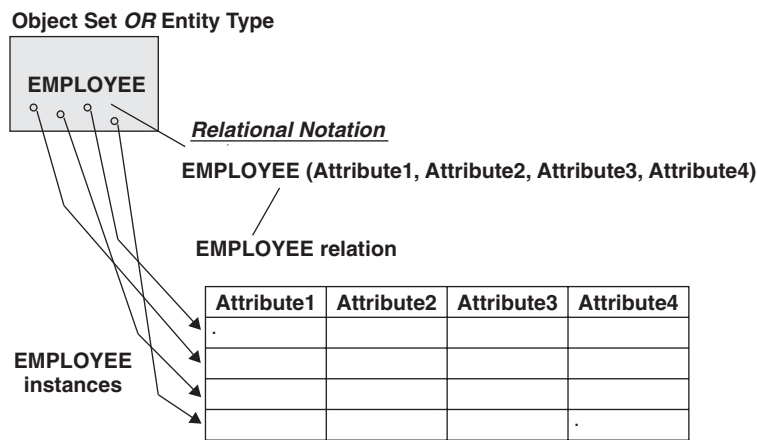 Object Set OR Entity Type
EMPLOYEE
Relational Notation
EMPLOYEE (Attribute1, Attribute2, Attribute3, Attribute4)
EMPLOYEE relation
Attribute1 Attribute2 Attribute3 Attribute4
.
EMPLOYEE
instances
.